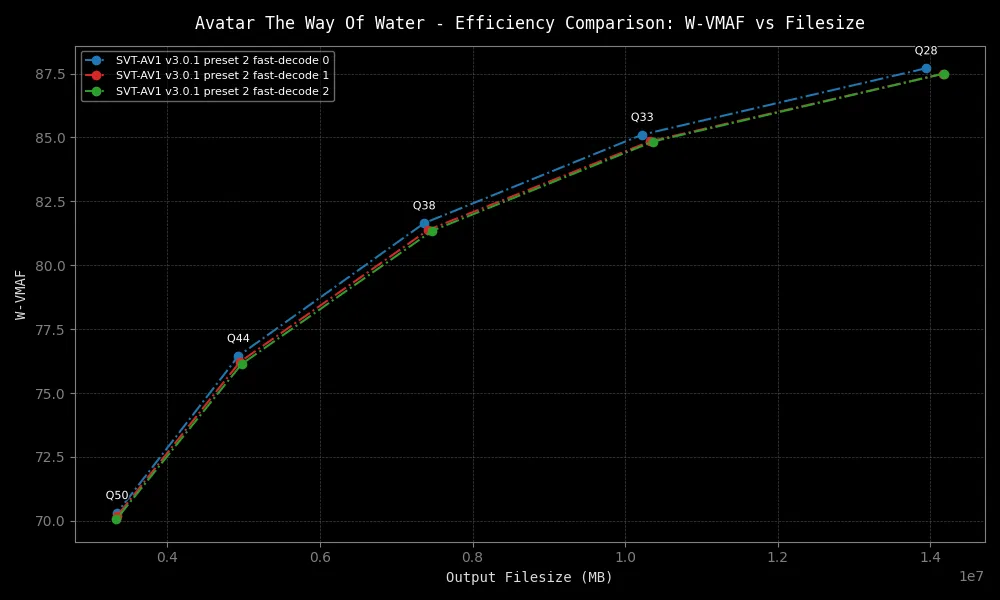 Avatar The Way Of Water - Efficiency Comparison: W-VMAF vs Filesize
SVT-AV1 v3.0.1 preset 2 fast-decode 0
SVT-AV1 v3.0.1 preset 2 fast-decode 1
SVT-AV1 v3.0.1 preset 2 fast-decode 2
Q28
Q33
Q38
Q44
Q50
87.5
85.0
82.5
80.0
77.5
75.0
72.5
70.0
W-VMAF
0.4 0.6 0.8 1.0 1.2 1.4
1e7
Output Filesize (MB)